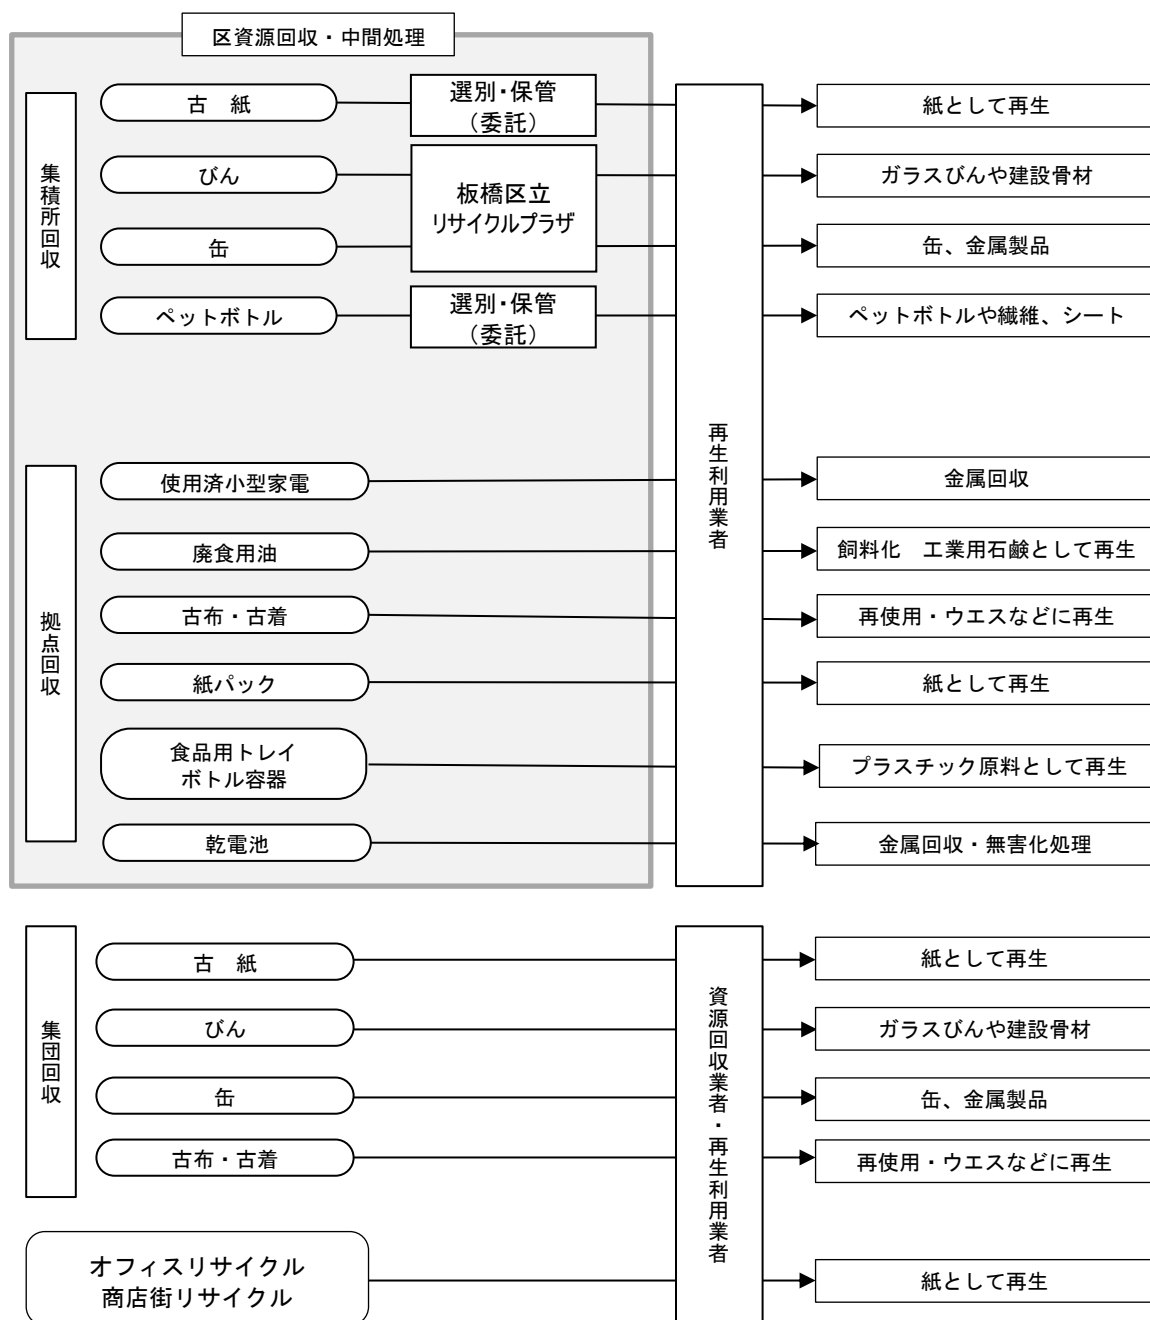 区資源回収・中間処理
集積所回収
古　紙
選別・保管
（委託）
紙として再生
びん
板橋区立
リサイクルプラザ
ガラスびんや建設骨材
缶
缶、金属製品
ペットボトル
選別・保管
（委託）
ペットボトルや繊維、シート
再生利用業者
拠点回収
使用済小型家電
金属回収
廃食用油
飼料化　工業用石鹸として再生
古布・古着
再使用・ウエスなどに再生
紙パック
紙として再生
食品用トレイ
ボトル容器
プラスチック原料として再生
乾電池
金属回収・無害化処理
集団回収
古　紙
紙として再生
びん
ガラスびんや建設骨材
缶
缶、金属製品
古布・古着
再使用・ウエスなどに再生
資源回収業者・再生利用業者
オフィスリサイクル
商店街リサイクル
紙として再生